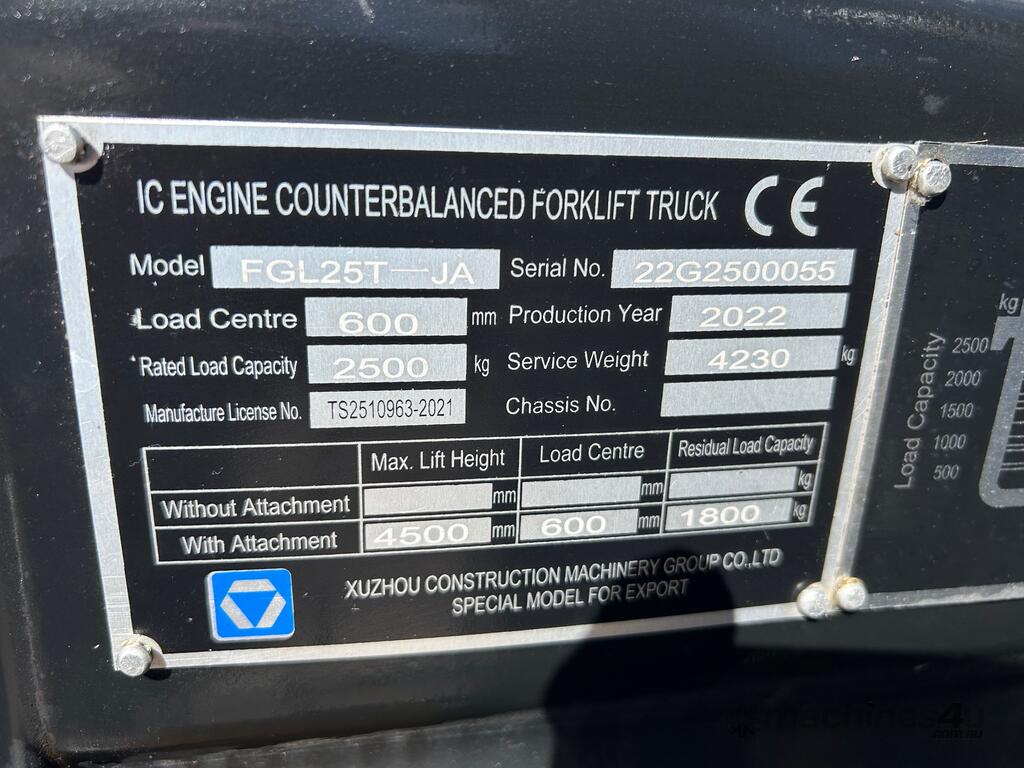 IC ENGINE COUNTERBALANCED FORKLIFT TRUCK CE
Model FGL25T—JA Serial No. 22G2500055
Load Centre 600 mm Production Year 2022
Rated Load Capacity 2500 kg Service Weight 4230 kg
Manufacture License No. TS2510963-2021 Chassis No.
Max. Lift Height Load Centre Residual Load Capacity
Without Attachment mm mm kg
With Attachment 4500 mm 600 mm 1800 kg
XUZHOU CONSTRUCTION MACHINERY GROUP CO.,LTD
SPECIAL MODEL FOR EXPORT
kg
Load Capacity
2500
2000
1500
1000
500
machines4u
.com.au